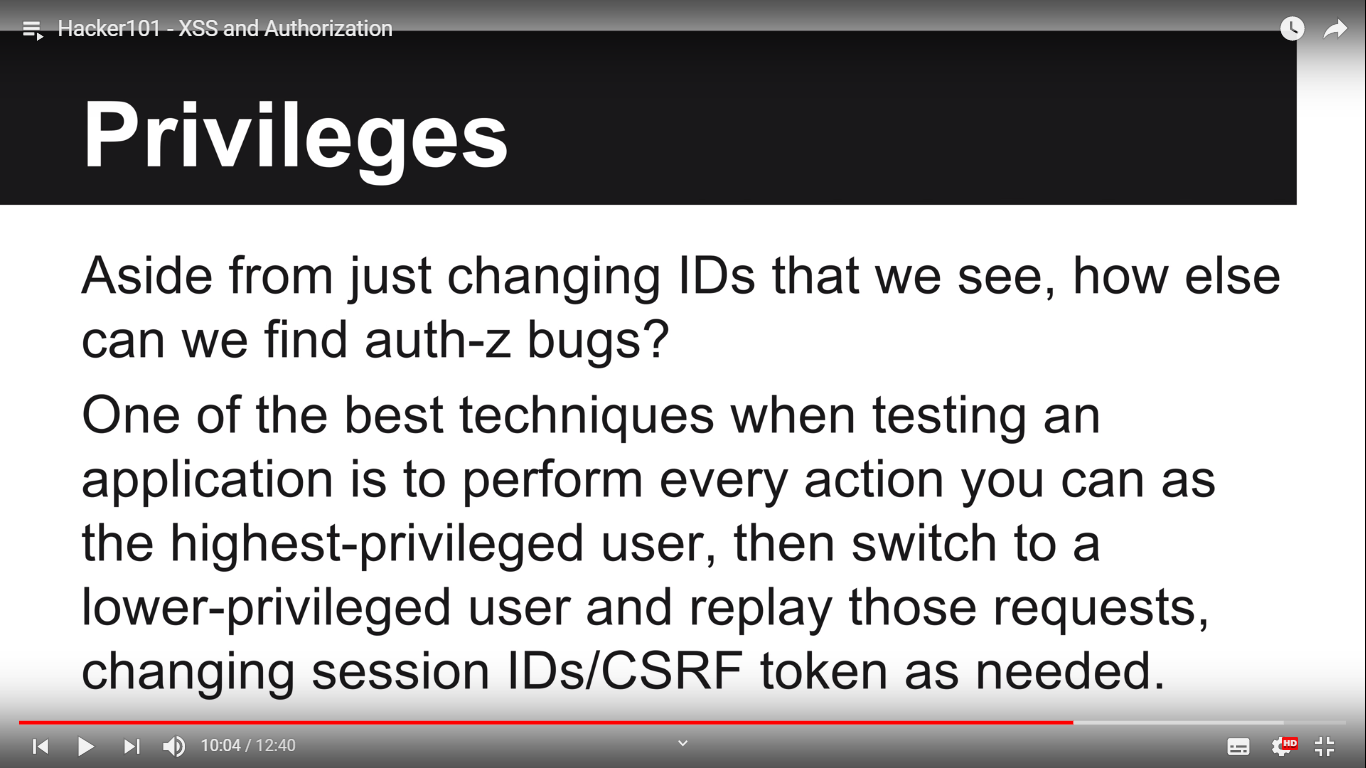 Hacker101 - XSS and Authorization
Privileges
Aside from just changing IDs that we see, how else
can we find auth-z bugs?
One of the best techniques when testing an
application is to perform every action you can as
the highest-privileged user, then switch to a
lower-privileged user and replay those requests,
changing session IDs/CSRF token as needed.
10:04 / 12:40
HD